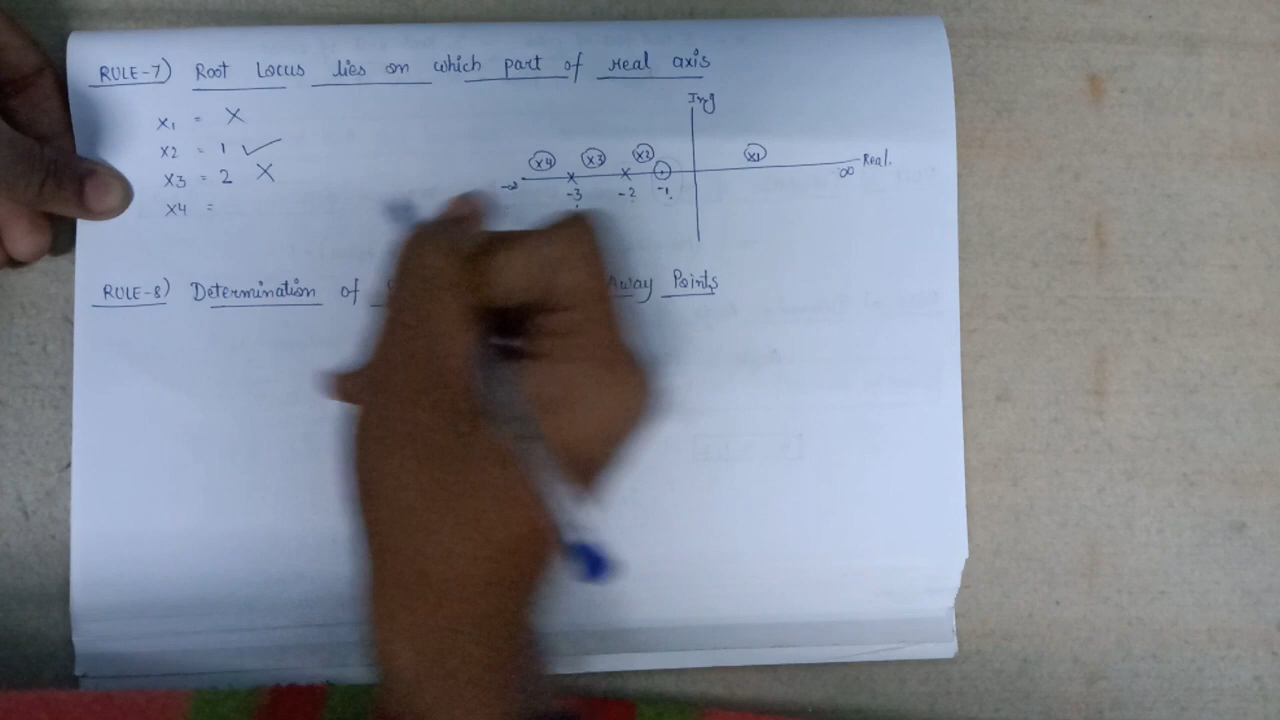 RULE-7) Root Locus lies on which part of real axis
Img
X1 = X
X2 = 1 ✓
X3 = 2 X
X4 =
X4 X3 X2 X1 Real.
-∞ -3 -2 -1 ∞
RULE-8) Determination of Away Points